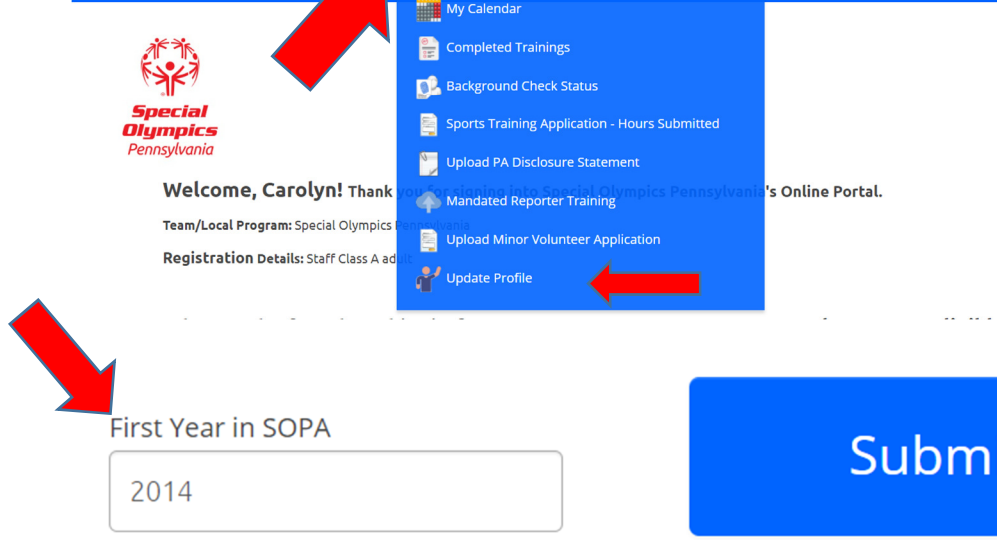 My Calendar
Completed Trainings
Background Check Status
Sports Training Application - Hours Submitted
Upload PA Disclosure Statement
Mandated Reporter Training
Upload Minor Volunteer Application
Update Profile
Special
Olympics
Pennsylvania
Welcome, Carolyn! Thank you for signing into Special Olympics Pennsylvania's Online Portal.
Team/Local Program: Special Olympics Pennsylvania
Registration Details: Staff Class A adult
First Year in SOPA
2014
Subm